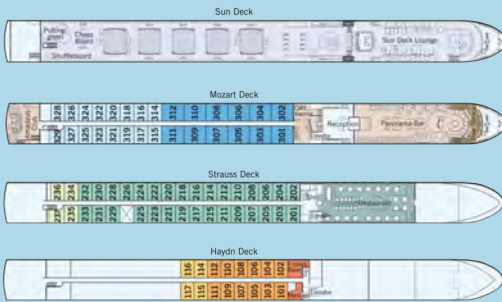 Sun Deck
Putting green
Chess Board
Shuffleboard
Sun Deck Lounge
Mozart Deck
328 326 324 322 320 318 316 314 312 310 308 306 304 302
Reception
Panorama Bar
329 327 325 323 321 319 317 315 311 309 307 305 303 301
Strauss Deck
236 234 232 230 228 226 224 222 220 218 216 214 212 210 208 206 204 202
Restaurant
237 235 233 231 229 225 223 221 219 217 215 211 209 207 205 203 201
Haydn Deck
116 114 112 110 108 106 104 102
117 115 111 109 107 105 103 101
Elevator